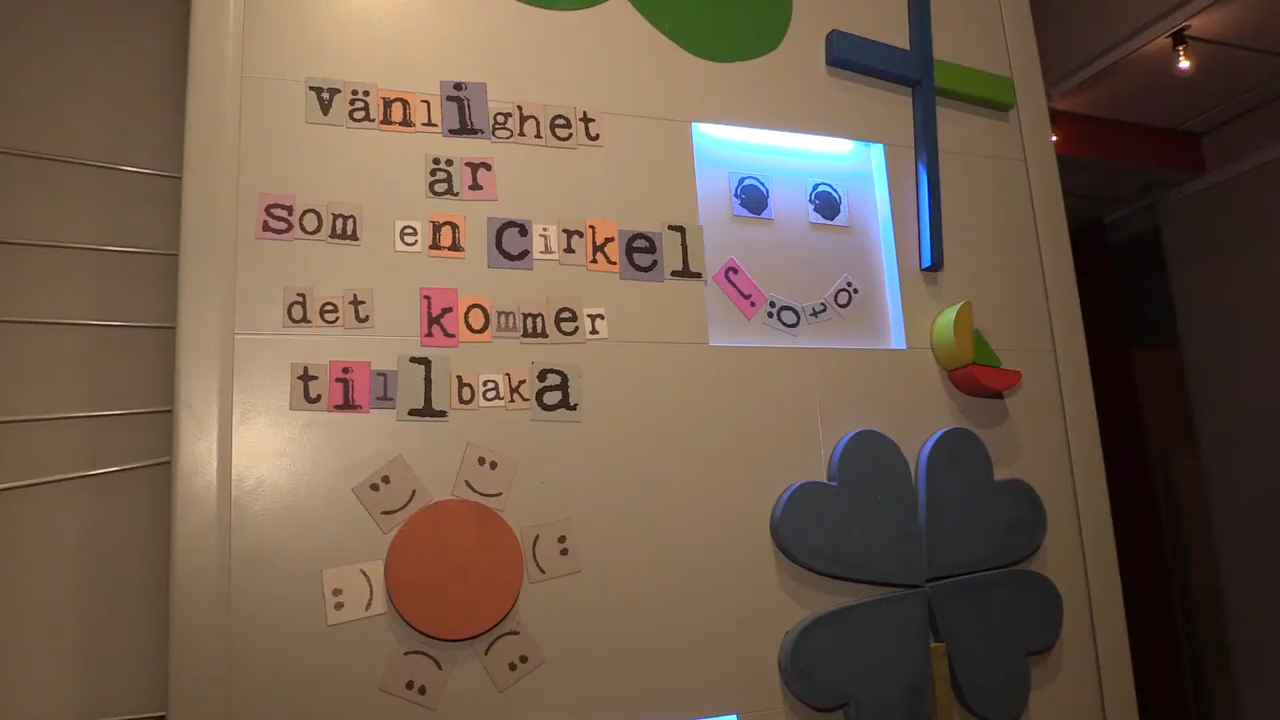 vänlighet
är
som en cirkel
det kommer
tillbaka